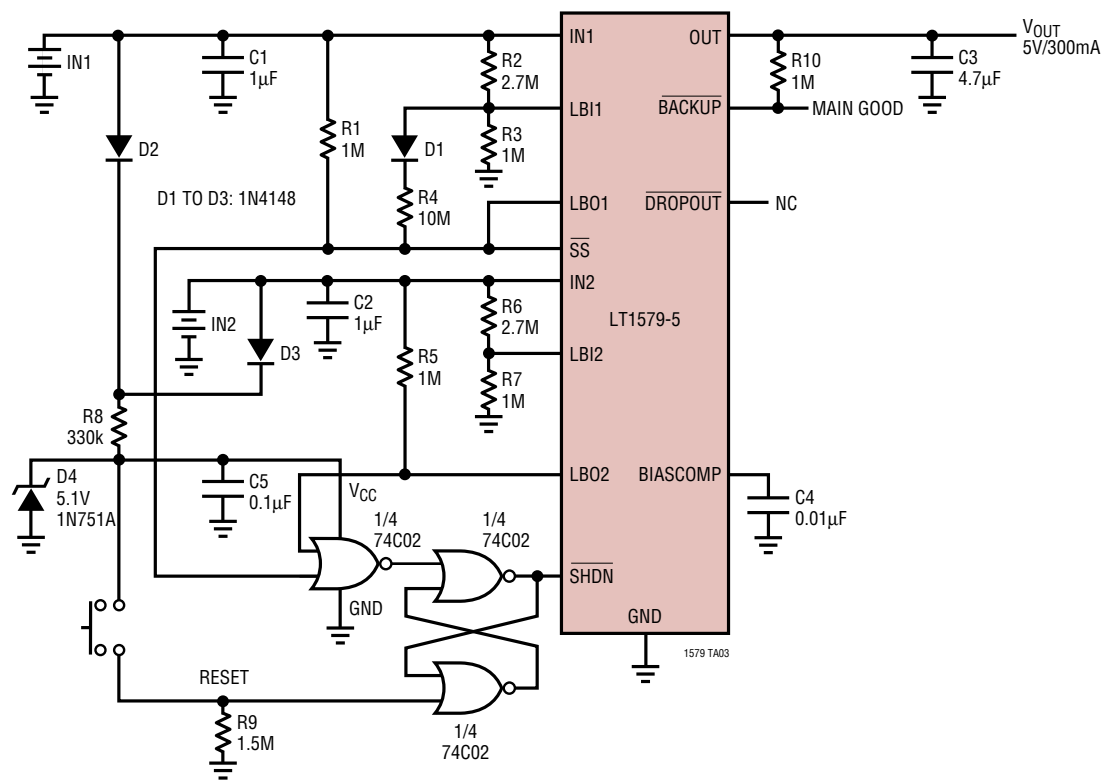 IN1
C1
1µF
R1
1M
R2
2.7M
R3
1M
D1
R4
10M
D2
D1 TO D3: 1N4148
IN1
LBI1
LBO1
SS
IN2
LBI2
LBO2
SHDN
OUT
BACKUP
DROPOUT
BIASCOMP
GND
LT1579-5
VOUT
5V/300mA
R10
1M
C3
4.7µF
MAIN GOOD
NC
C4
0.01µF
IN2
C2
1µF
D3
R5
1M
R6
2.7M
R7
1M
R8
330k
D4
5.1V
1N751A
C5
0.1µF
VCC
1/4
74C02
1/4
74C02
GND
RESET
R9
1.5M
1/4
74C02
1579 TA03